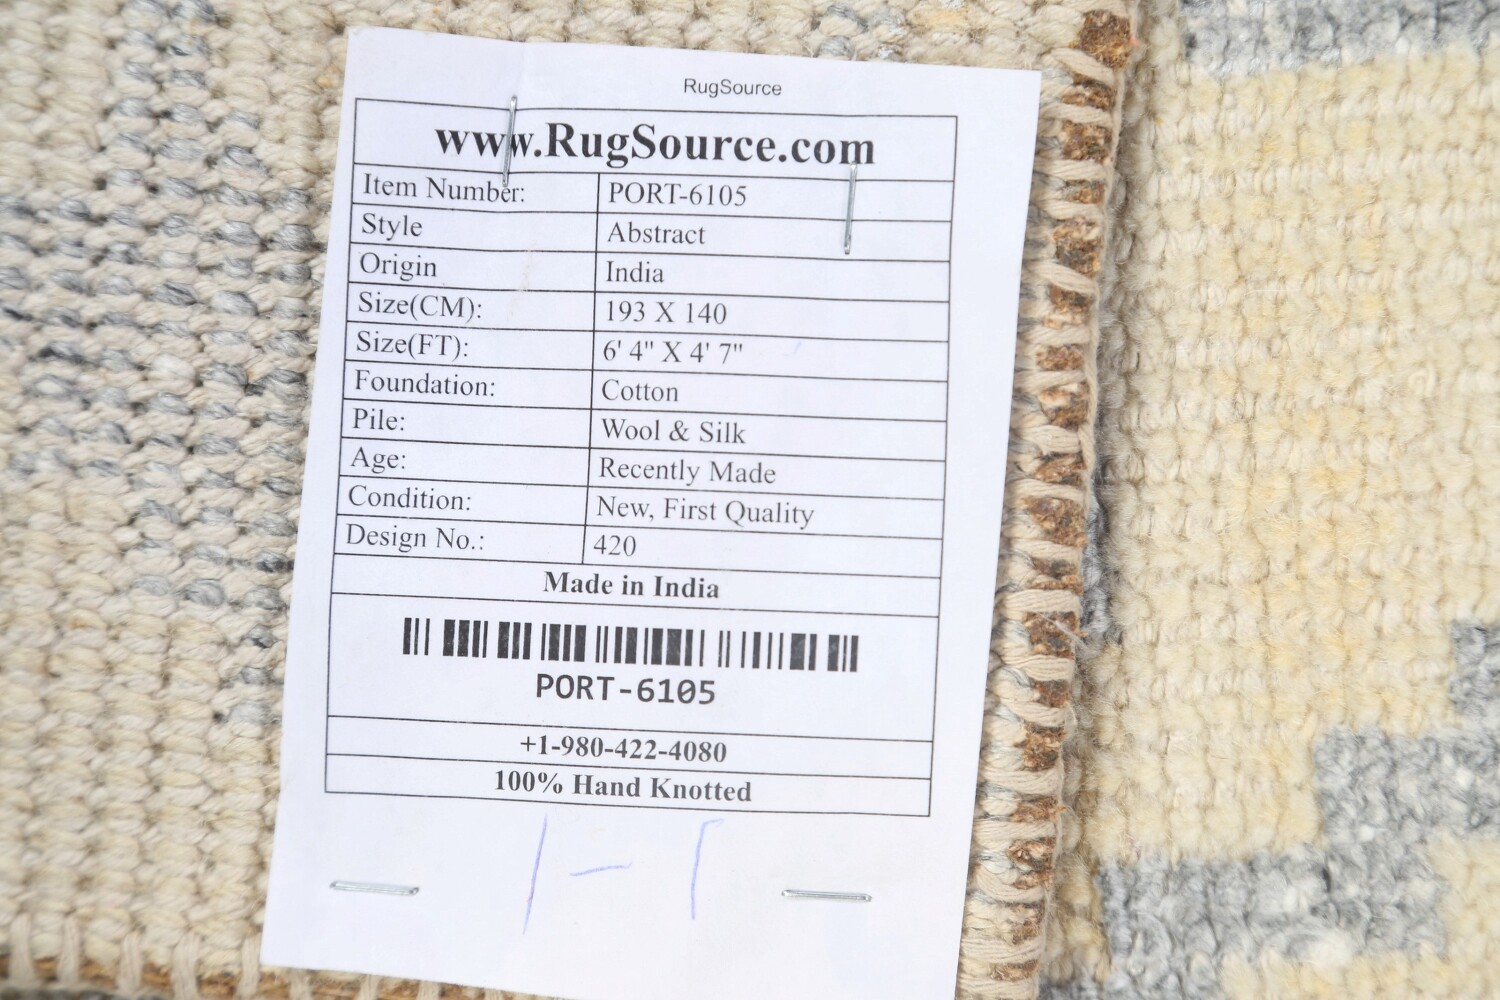 RugSource
www.RugSource.com
Item Number: PORT-6105
Style Abstract
Origin India
Size(CM): 193 X 140
Size(FT): 6' 4" X 4' 7"
Foundation: Cotton
Pile: Wool & Silk
Age: Recently Made
Condition: New, First Quality
Design No.: 420
Made in India
PORT-6105
+1-980-422-4080
100% Hand Knotted